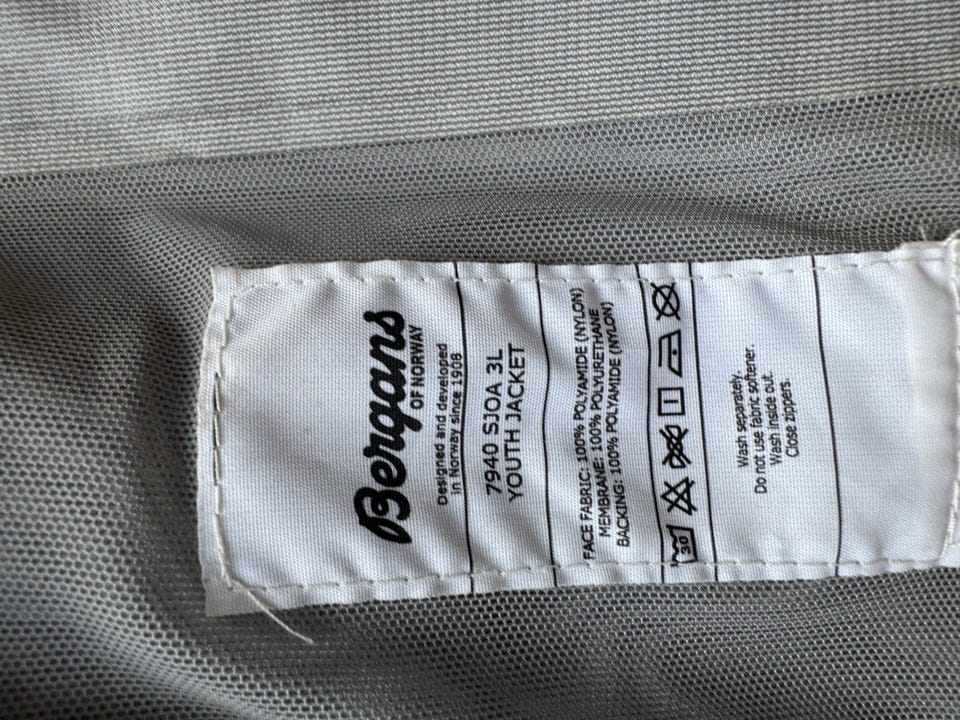 Bergans
OF NORWAY
Designed and developed
in Norway since 1908
7940 SJOA 3L
YOUTH JACKET
FACE FABRIC: 100% POLYAMIDE (NYLON)
MEMBRANE: 100% POLYURETHANE
BACKING: 100% POLYAMIDE (NYLON)
30
Wash separately.
Do not use fabric softener.
Wash inside out.
Close zippers.